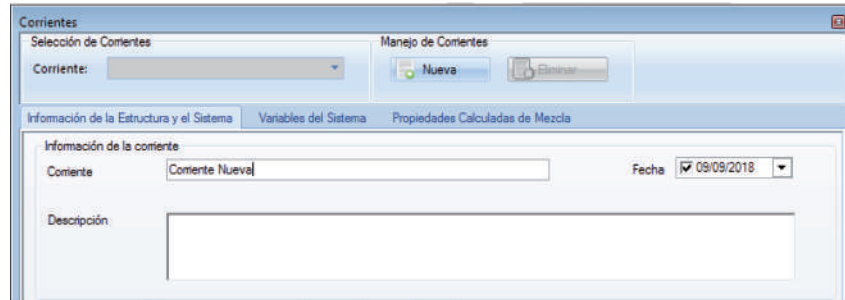 Corrientes
Selección de Corrientes
Manejo de Corrientes
Corriente:
Nueva
Eliminar
Información de la Estructura y el Sistema
Variables del Sistema
Propiedades Calculadas de Mezcla
Información de la corriente
Corriente
Corriente Nueva
Fecha
09/09/2018
Descripción